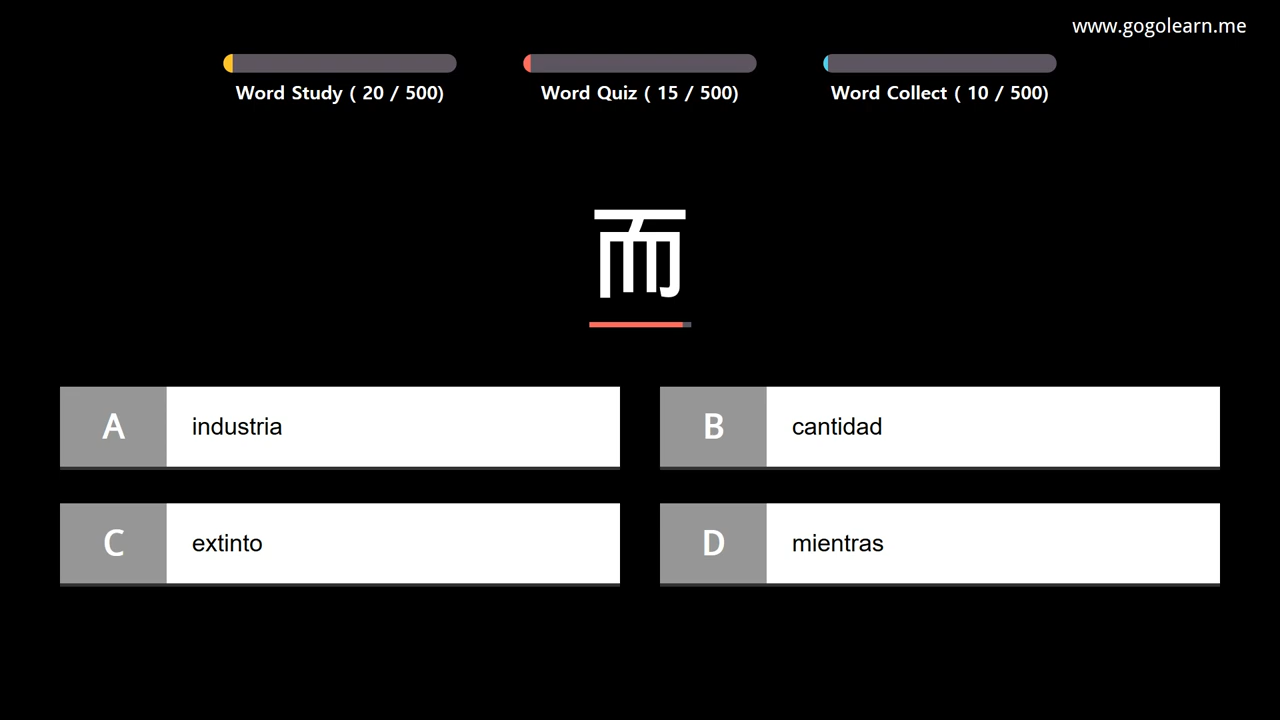 www.gogolearn.me
Word Study ( 20 / 500)
Word Quiz ( 15 / 500)
Word Collect ( 10 / 500)
而
A industria
B cantidad
C extinto
D mientras